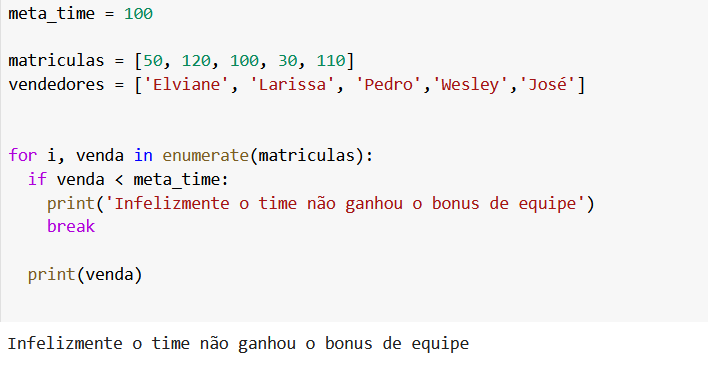 meta_time = 100
matriculas = [50, 120, 100, 30, 110]
vendedores = ['Elviane', 'Larissa', 'Pedro','Wesley','José']
for i, venda in enumerate(matriculas):
  if venda < meta_time:
    print('Infelizmente o time não ganhou o bonus de equipe')
    break
  print(venda)
Infelizmente o time não ganhou o bonus de equipe